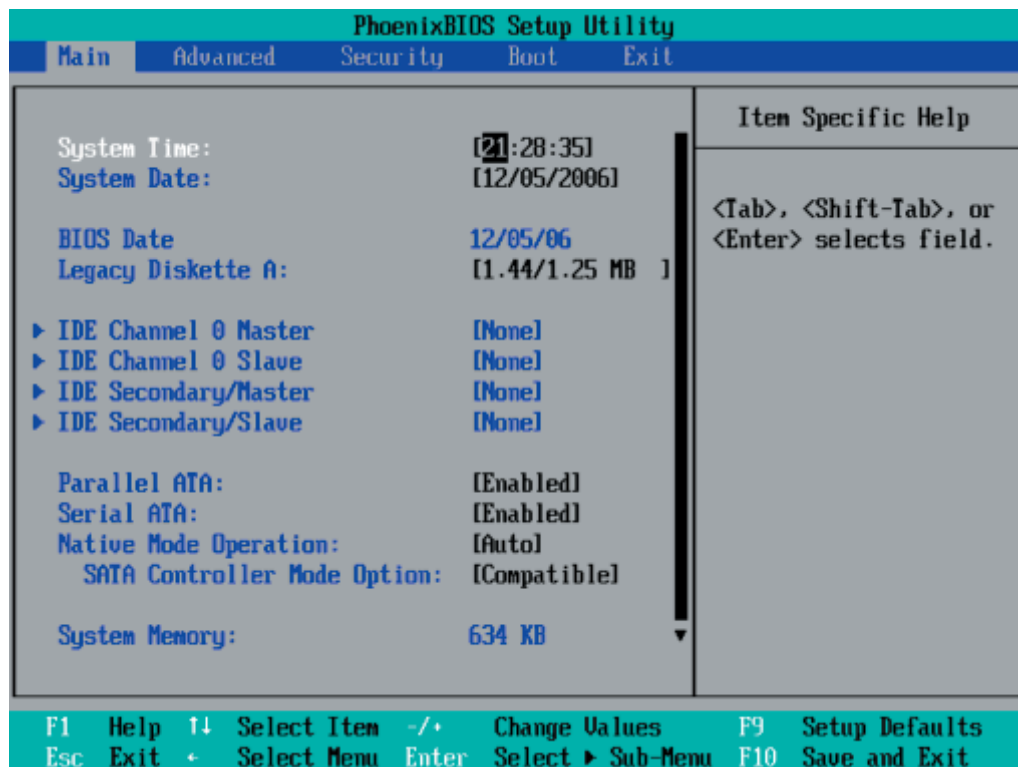 PhoenixBIOS Setup Utility
Main Advanced Security Boot Exit
Item Specific Help
System Time: [21:28:35]
System Date: [12/05/2006]
<Tab>, <Shift-Tab>, or
<Enter> selects field.
BIOS Date 12/05/06
Legacy Diskette A: [1.44/1.25 MB ]
▶ IDE Channel 0 Master [None]
▶ IDE Channel 0 Slave [None]
▶ IDE Secondary/Master [None]
▶ IDE Secondary/Slave [None]
Parallel ATA: [Enabled]
Serial ATA: [Enabled]
Native Mode Operation: [Auto]
SATA Controller Mode Option: [Compatible]
System Memory: 634 KB
F1 Help ↑↓ Select Item -/+ Change Values F9 Setup Defaults
Esc Exit ← Select Menu Enter Select ▶ Sub-Menu F10 Save and Exit